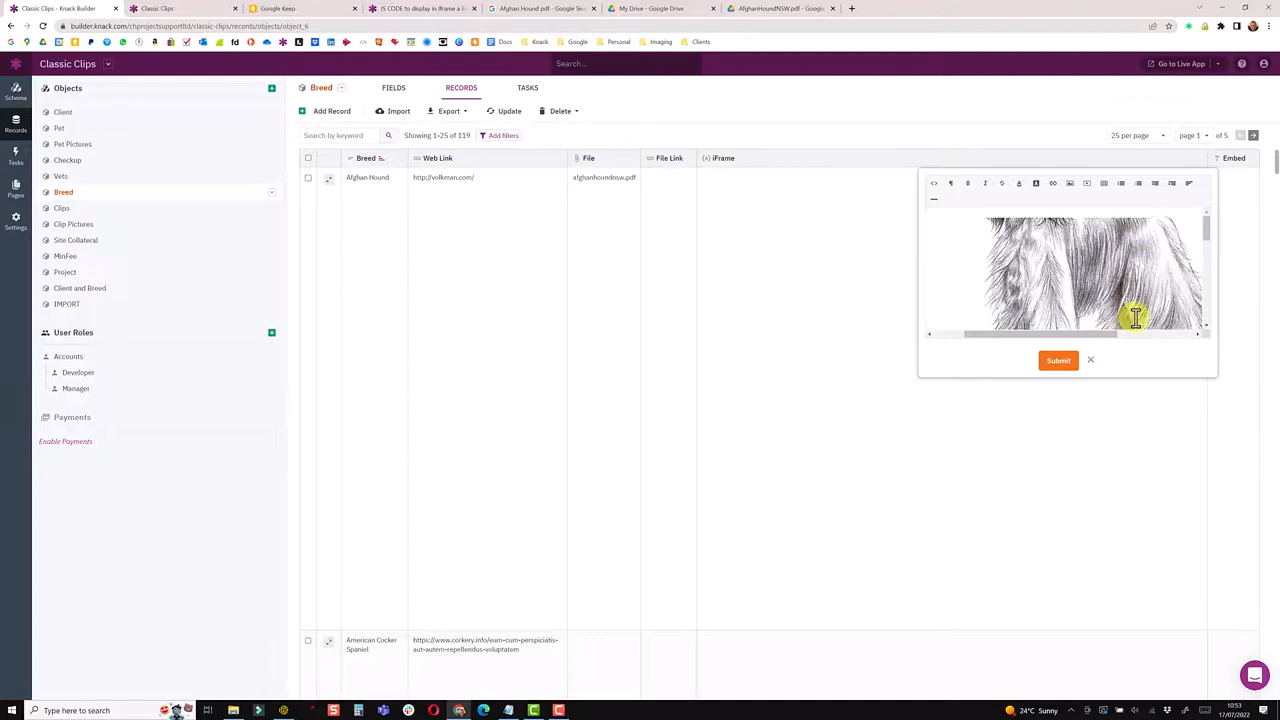 Classic Clips - Knack Builder
Classic Clips
Google Keep
JS CODE to display in Iframe a li
Afghan Hound pdf - Google Se
My Drive - Google Drive
AfghanHoundNSW.pdf - Google
builder.knack.com/chprojectsupportltd/classic-clips/records/objects/object_6
Docs
Knack
Google
Personal
Imaging
Clients
Classic Clips
Search...
Go to Live App
Schema
Records
Tasks
Pages
Settings
Objects
Client
Pet
Pet Pictures
Checkup
Vets
Breed
Clips
Clip Pictures
Site Collateral
MinFee
Project
Client and Breed
IMPORT
User Roles
Accounts
Developer
Manager
Payments
Enable Payments
Breed
FIELDS
RECORDS
TASKS
Add Record
Import
Export
Update
Delete
Search by keyword
Showing 1-25 of 119
Add filters
25 per page
page 1
of 5
Breed
Web Link
File
File Link
iFrame
Embed
Afghan Hound
http://volkman.com/
afghanhoundnsw.pdf
Submit
American Cocker
Spaniel
https://www.corkery.info/eum-cum-perspiciatis-
aut-autem-repellendus-voluptatem
Type here to search
24°C Sunny
10:53
17/07/2022